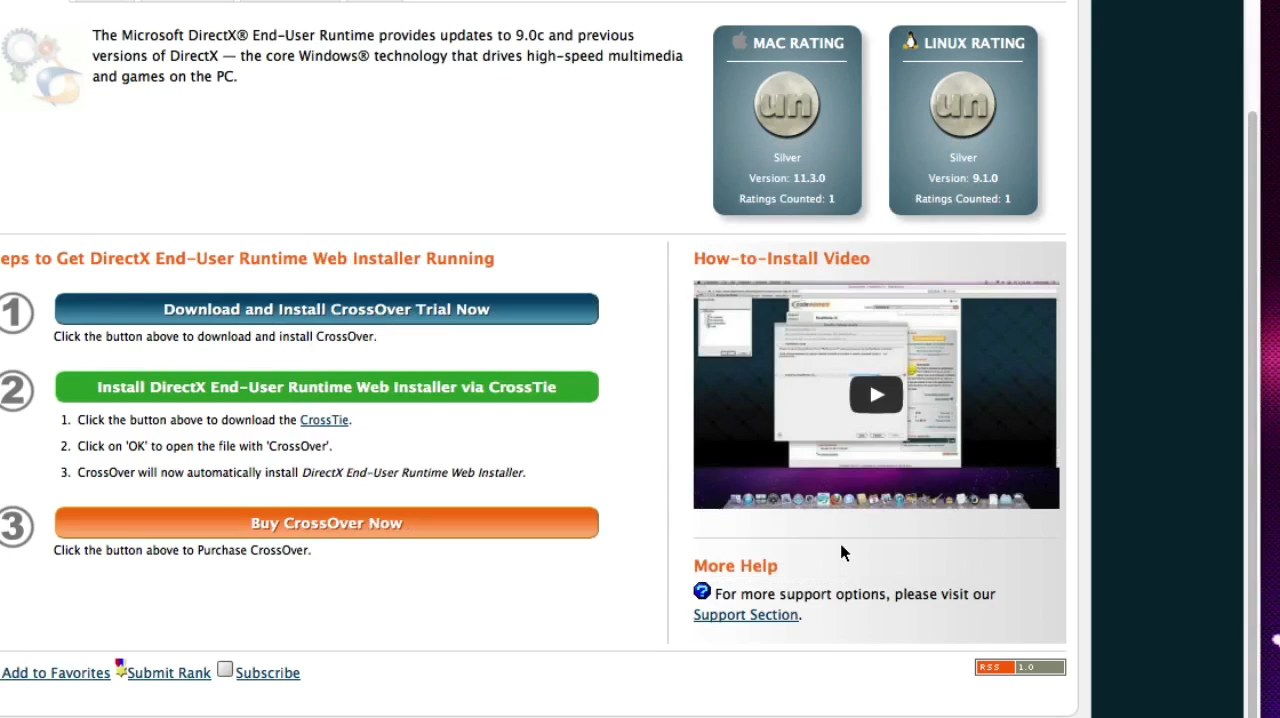 The Microsoft DirectX® End-User Runtime provides updates to 9.0c and previous
versions of DirectX — the core Windows® technology that drives high-speed multimedia
and games on the PC.
MAC RATING
un
Silver
Version: 11.3.0
Ratings Counted: 1
LINUX RATING
un
Silver
Version: 9.1.0
Ratings Counted: 1
eps to Get DirectX End-User Runtime Web Installer Running
1
Download and Install CrossOver Trial Now
Click the button above to download and install CrossOver.
2
Install DirectX End-User Runtime Web Installer via CrossTie
1. Click the button above to download the CrossTie.
2. Click on 'OK' to open the file with 'CrossOver'.
3. CrossOver will now automatically install DirectX End-User Runtime Web Installer.
3
Buy CrossOver Now
Click the button above to Purchase CrossOver.
How-to-Install Video
More Help
? For more support options, please visit our
Support Section.
Add to Favorites Submit Rank Subscribe
RSS 1.0